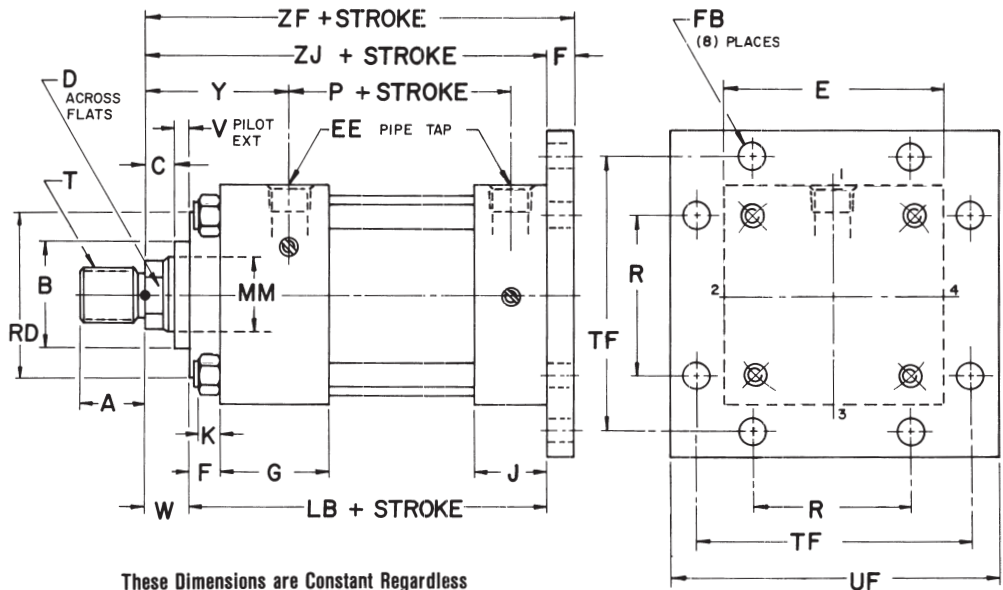 ZF + STROKE
FB
(8) PLACES
ZJ + STROKE
F
D
ACROSS
FLATS
Y
P + STROKE
E
V PILOT
EXT
EE PIPE TAP
C
T
1
B
MM
R
2
4
RD
TF
A
3
K
F
G
J
R
W
LB + STROKE
TF
UF
These Dimensions are Constant Regardless